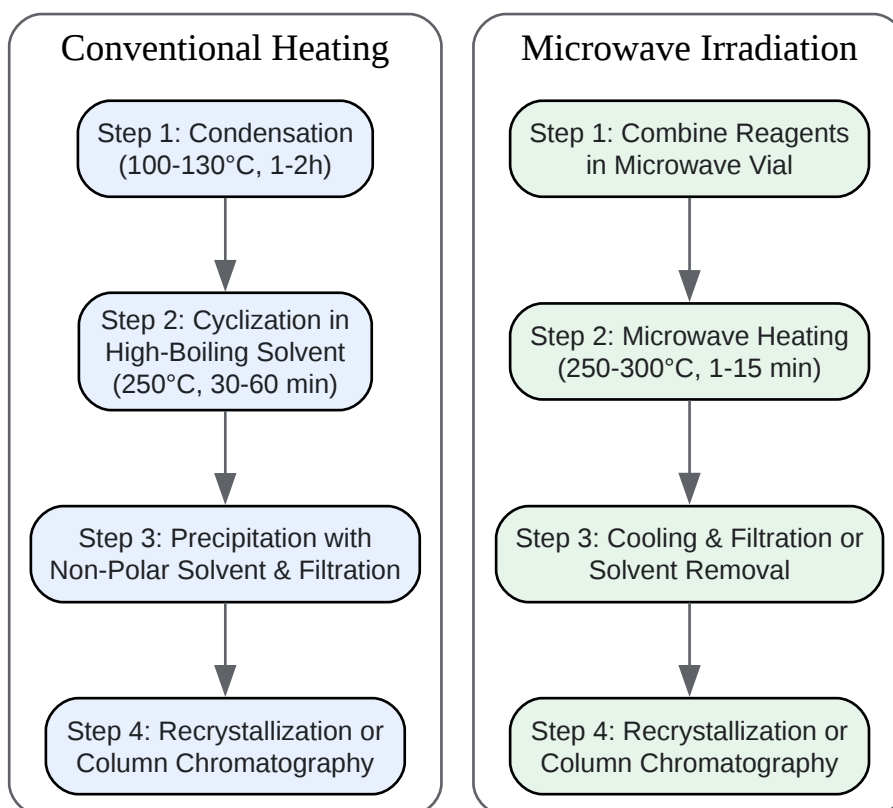 Conventional Heating
Step 1: Condensation
(100-130°C, 1-2h)
Step 2: Cyclization in
High-Boiling Solvent
(250°C, 30-60 min)
Step 3: Precipitation with
Non-Polar Solvent & Filtration
Step 4: Recrystallization or
Column Chromatography
Microwave Irradiation
Step 1: Combine Reagents
in Microwave Vial
Step 2: Microwave Heating
(250-300°C, 1-15 min)
Step 3: Cooling & Filtration or
Solvent Removal
Step 4: Recrystallization or
Column Chromatography